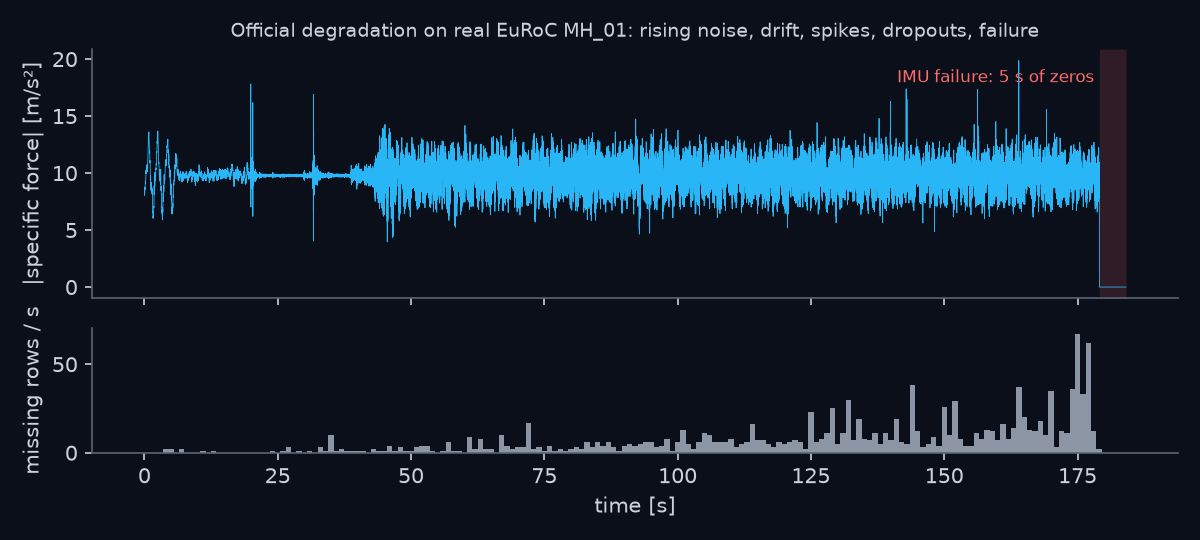 Official degradation on real EuRoC MH_01: rising noise, drift, spikes, dropouts, failure
|specific force| [m/s²]
20
15
10
5
0
IMU failure: 5 s of zeros
missing rows / s
50
0
0 25 50 75 100 125 150 175
time [s]